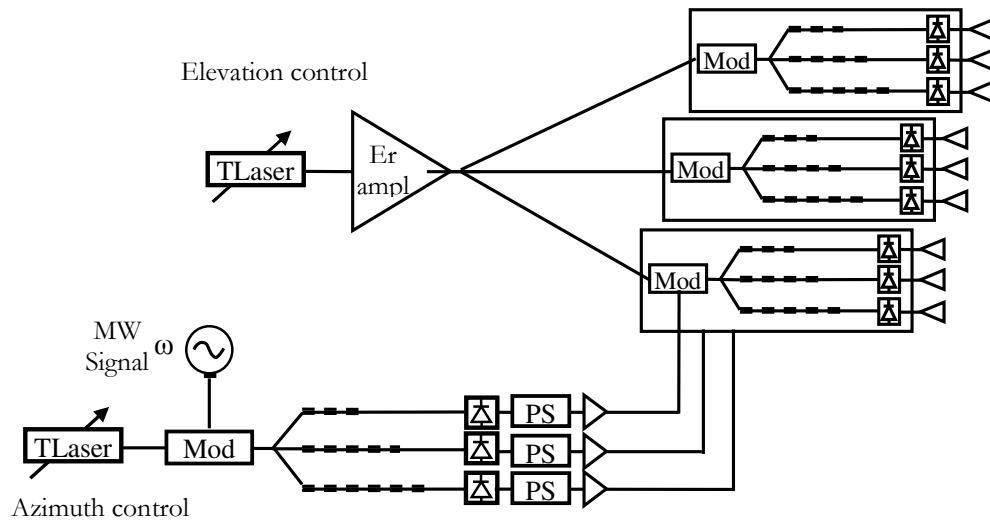 Mod
Elevation control
Er
ampl
TLaser
Mod
Mod
MW
Signal ω
PS
TLaser
Mod
PS
PS
Azimuth control